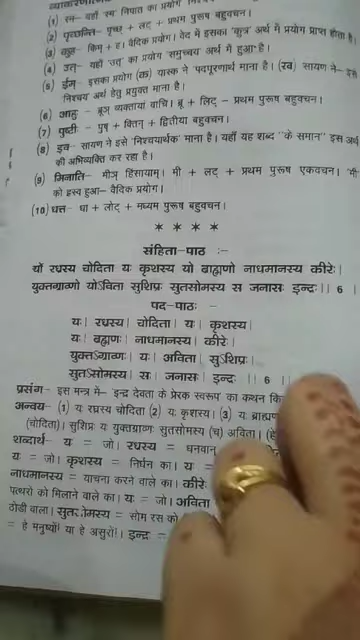 (1) स्म– यहाँ स्म निपात का प्रयोग
(2) पृच्छन्ति– पृच्छ् + लट् + प्रथम पुरूष बहुवचन।
(3) कुह– किम् + ह। वैदिक प्रयोग। वेद में इसका 'कुत्र' अर्थ में प्रयोग प्राप्त होता है।
(4) उत– यहाँ 'उत्' का प्रयोग 'समुच्चय' अर्थ में हुआ है।
(5) ईम्– इसका प्रयोग (क) यास्क ने 'पदपूरणार्थ माना है। (रव) सायण ने– इसे
'निश्चय' अर्थ हेतु प्रयुक्त माना है।
(6) आहुः– ब्रूञ् व्यक्तायां वाचि। ब्रू + लिट् – प्रथम पुरूष बहुवचन।
(7) पुष्टीः– पुष् + क्तिन् + द्वितीया बहुवचन।
(8) इव– सायण ने इसे 'निश्चयार्थक' माना है। यहाँ यह शब्द "के समान" इस अर्थ
की अभिव्यक्ति कर रहा है।
(9) मिनाति– मीञ् हिंसायाम्। मी + लट् + प्रथम पुरूष एकवचन। 'मी'
को ह्रस्व हुआ– वैदिक प्रयोग।
(10) धत्त– धा + लोट् + मध्यम पुरूष बहुवचन।
* * * *
संहिता-पाठ :–
यो रध्रस्य चोदिता यः कृशस्य यो ब्राह्मणो नाधमानस्य कीरेः।
युक्तग्राव्णो योऽविता सुशिप्रः सुतसोमस्य स जनास इन्द्रः।। 6 ।
पद-पाठः –
यः। रध्रस्य। चोदिता। यः। कृशस्य।
यः। ब्रह्मणः। नाधमानस्य। कीरेः।
युक्तऽग्राव्णः। यः। अविता। सुऽशिप्रः।
सुतऽसोमस्य। सः। जनासः। इन्द्रः ।। 6 ।।
प्रसंग– इस मन्त्र मे– 'इन्द्र देवता के प्रेरक स्वरूप' का कथन
अन्वय– (1) यः रध्रस्य चोदिता (2) यः कृशस्य। (3) यः ब्राह्मणः
(चोदिता)। सुशिप्रः यः युक्तग्राव्णः सुतसोमस्य (च) अविता।
शब्दार्थ– यः = जो। रध्रस्य = धनवान्
यः = जो। कृशस्य = निर्धन का। यः =
नाधमानस्य = याचना करने वाले का। कीरेः
पत्थरो को मिलाने वाले का। यः = जो। अविता
ठोडी वाला। सुतसोमस्य = सोम रस को
= हे मनुष्यों! या हे असुरो!। इन्द्रः =